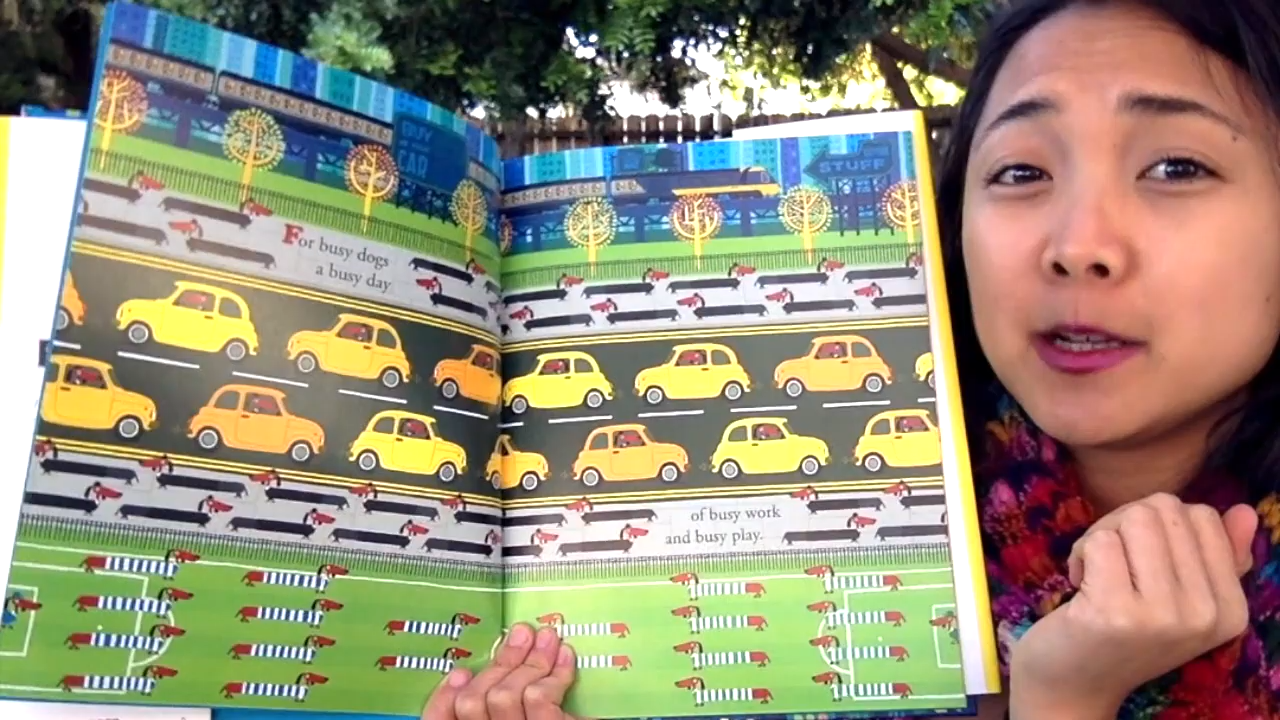 BUY
CAR
STUFF
For busy dogs
a busy day
of busy work
and busy play.